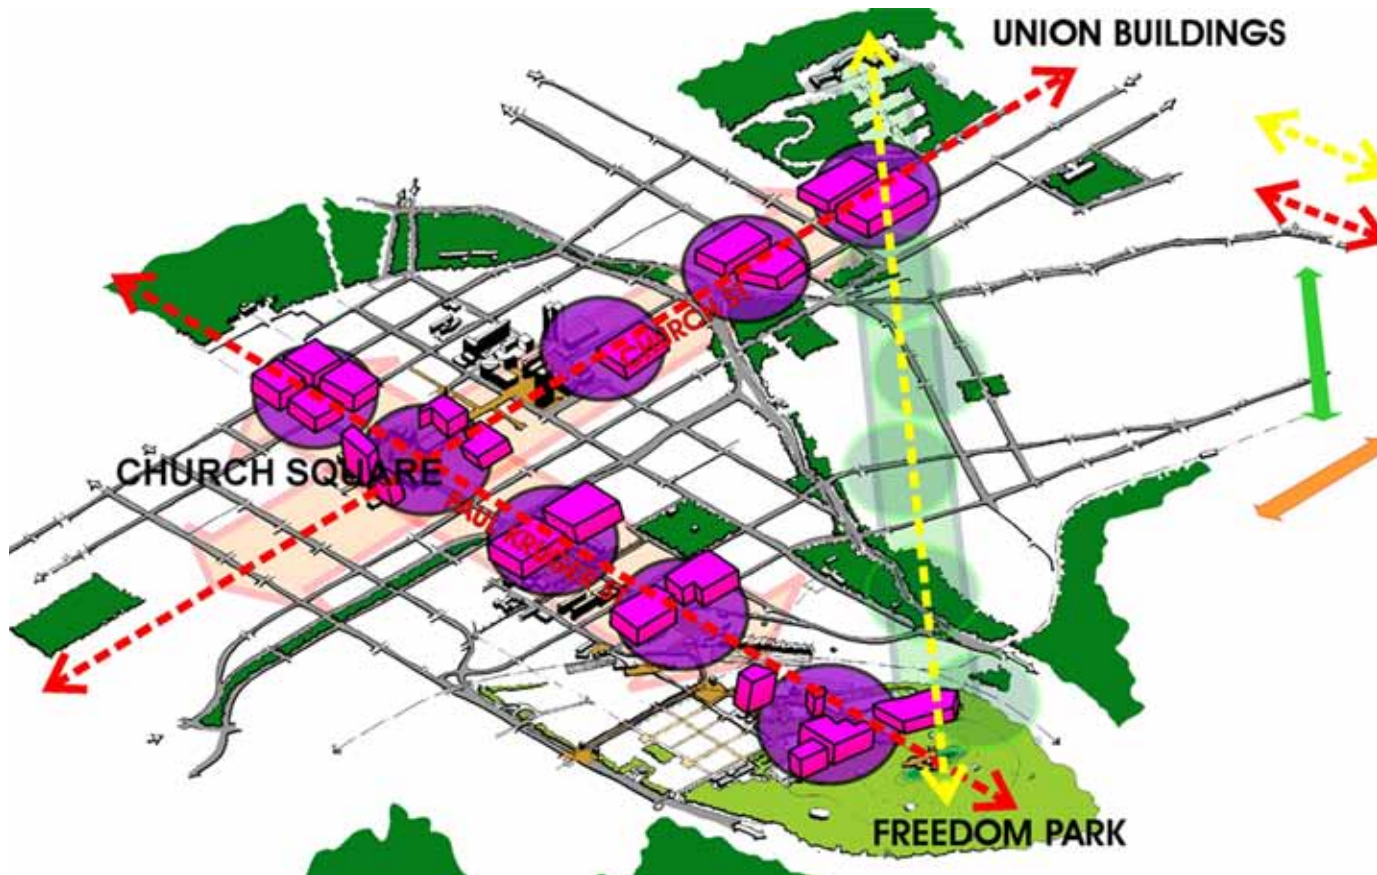 UNION BUILDINGS
CHURCH ST
CHURCH SQUARE
PAUL KRUGER ST
FREEDOM PARK